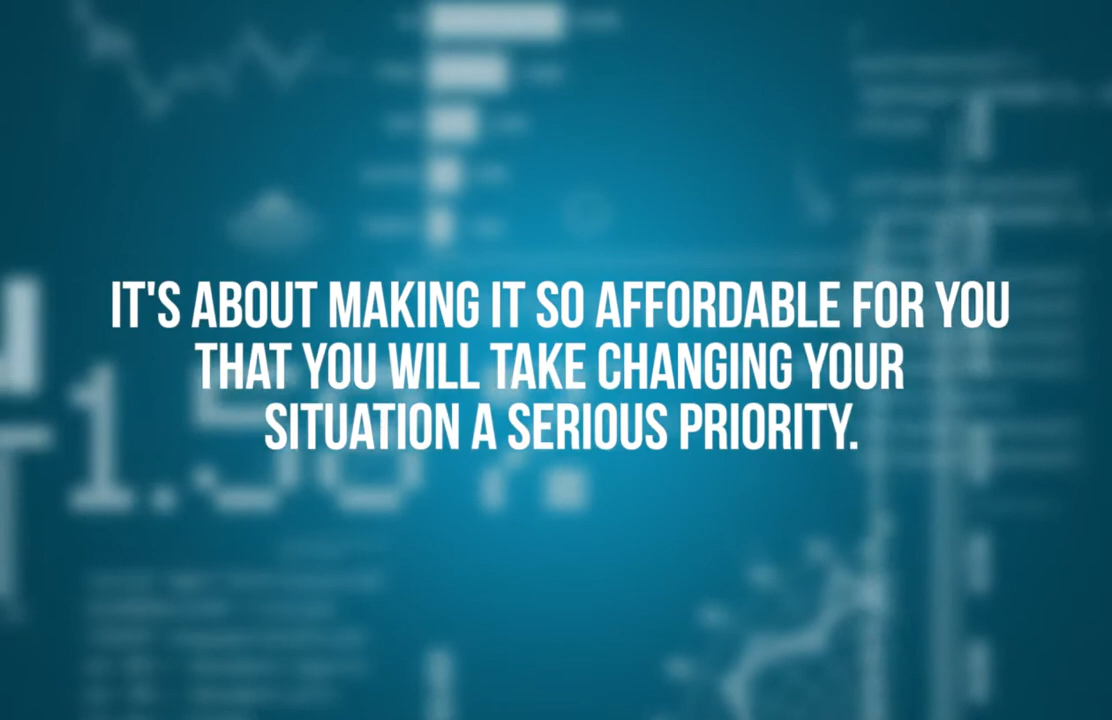 IT'S ABOUT MAKING IT SO AFFORDABLE FOR YOU
THAT YOU WILL TAKE CHANGING YOUR
SITUATION A SERIOUS PRIORITY.